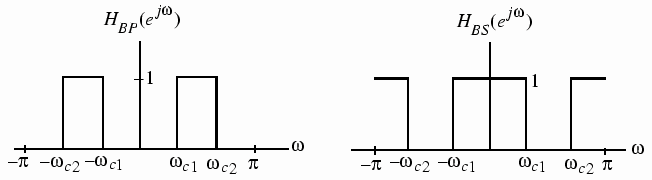 H_BP(e^jω)
1
−π −ω_c2 −ω_c1 ω_c1 ω_c2 π ω
H_BS(e^jω)
1
−π −ω_c2 −ω_c1 ω_c1 ω_c2 π ω